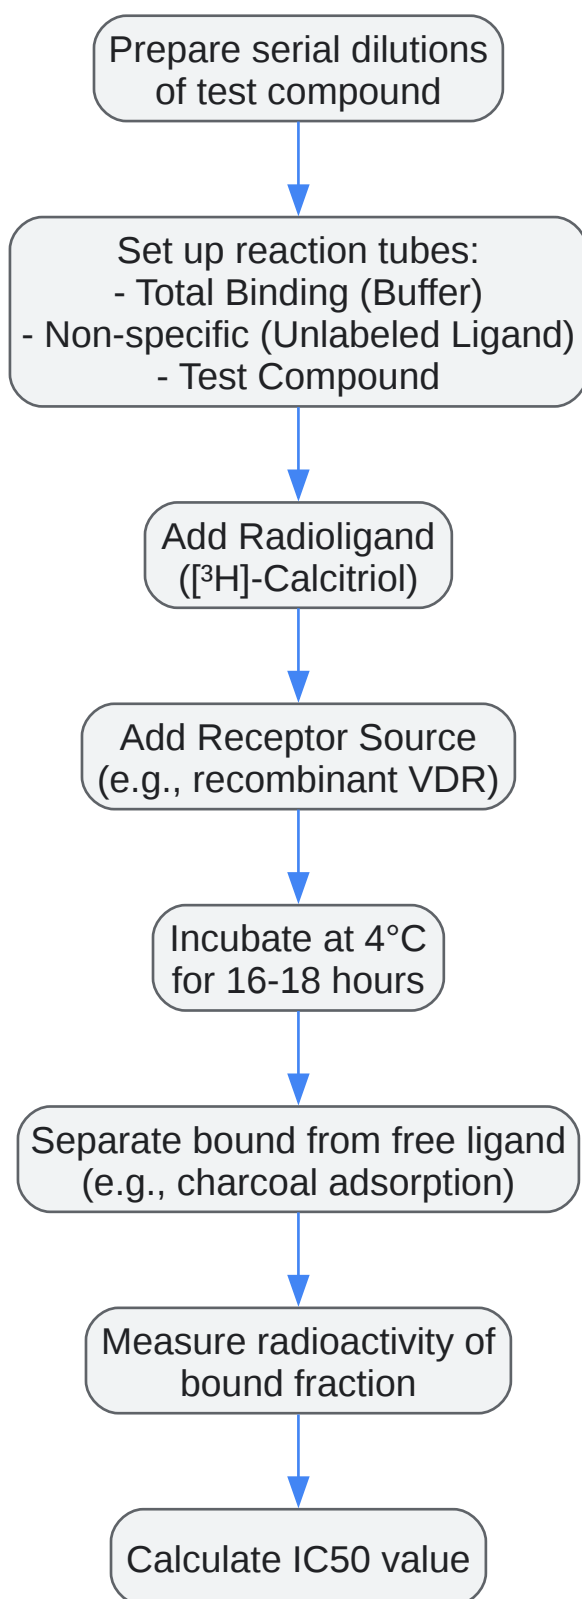 Prepare serial dilutions
of test compound
Set up reaction tubes:
- Total Binding (Buffer)
- Non-specific (Unlabeled Ligand)
- Test Compound
Add Radioligand
([³H]-Calcitriol)
Add Receptor Source
(e.g., recombinant VDR)
Incubate at 4°C
for 16-18 hours
Separate bound from free ligand
(e.g., charcoal adsorption)
Measure radioactivity of
bound fraction
Calculate IC50 value